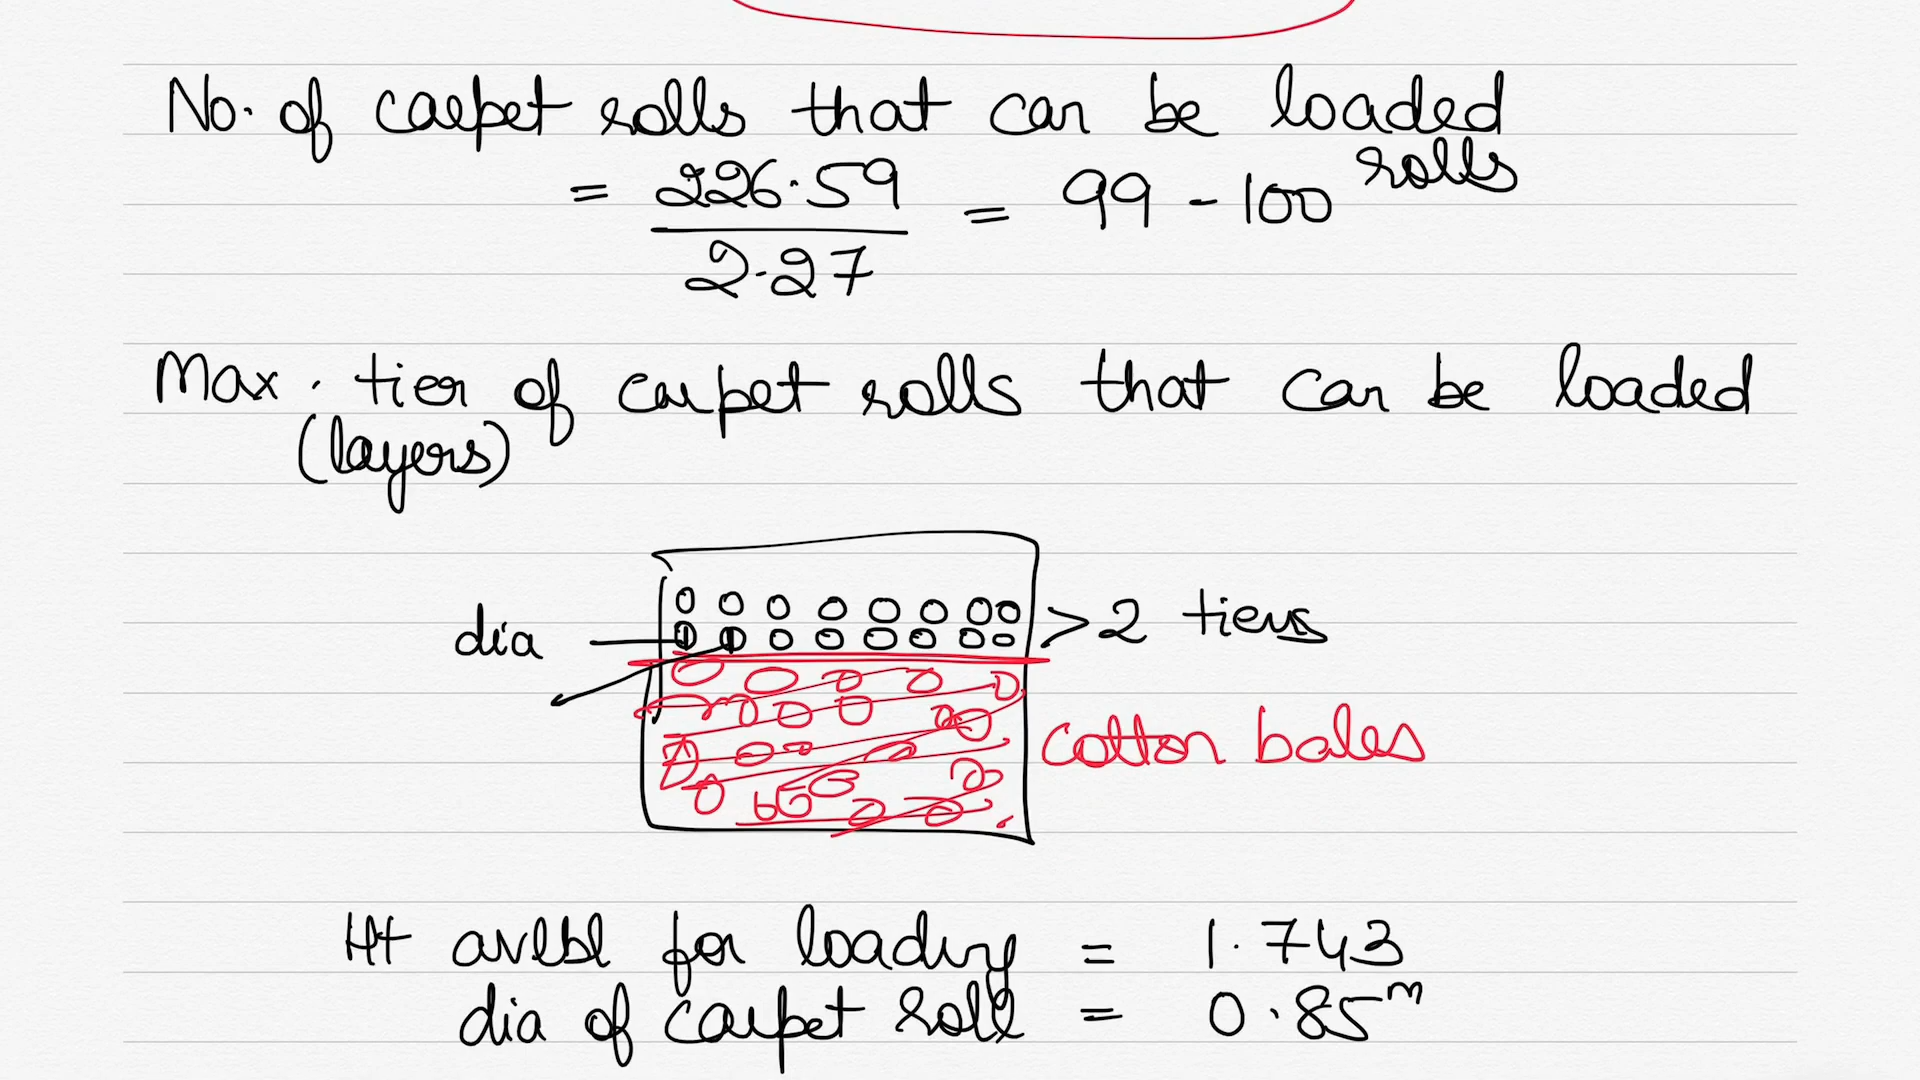 No. of carpet rolls that can be loaded
= 226.59 / 2.27 = 99 - 100 rolls
Max. tier of carpet rolls that can be loaded
(layers)
dia
> 2 tiers
cotton bales
Ht avlbl for loading = 1.743
dia of carpet roll = 0.85 m